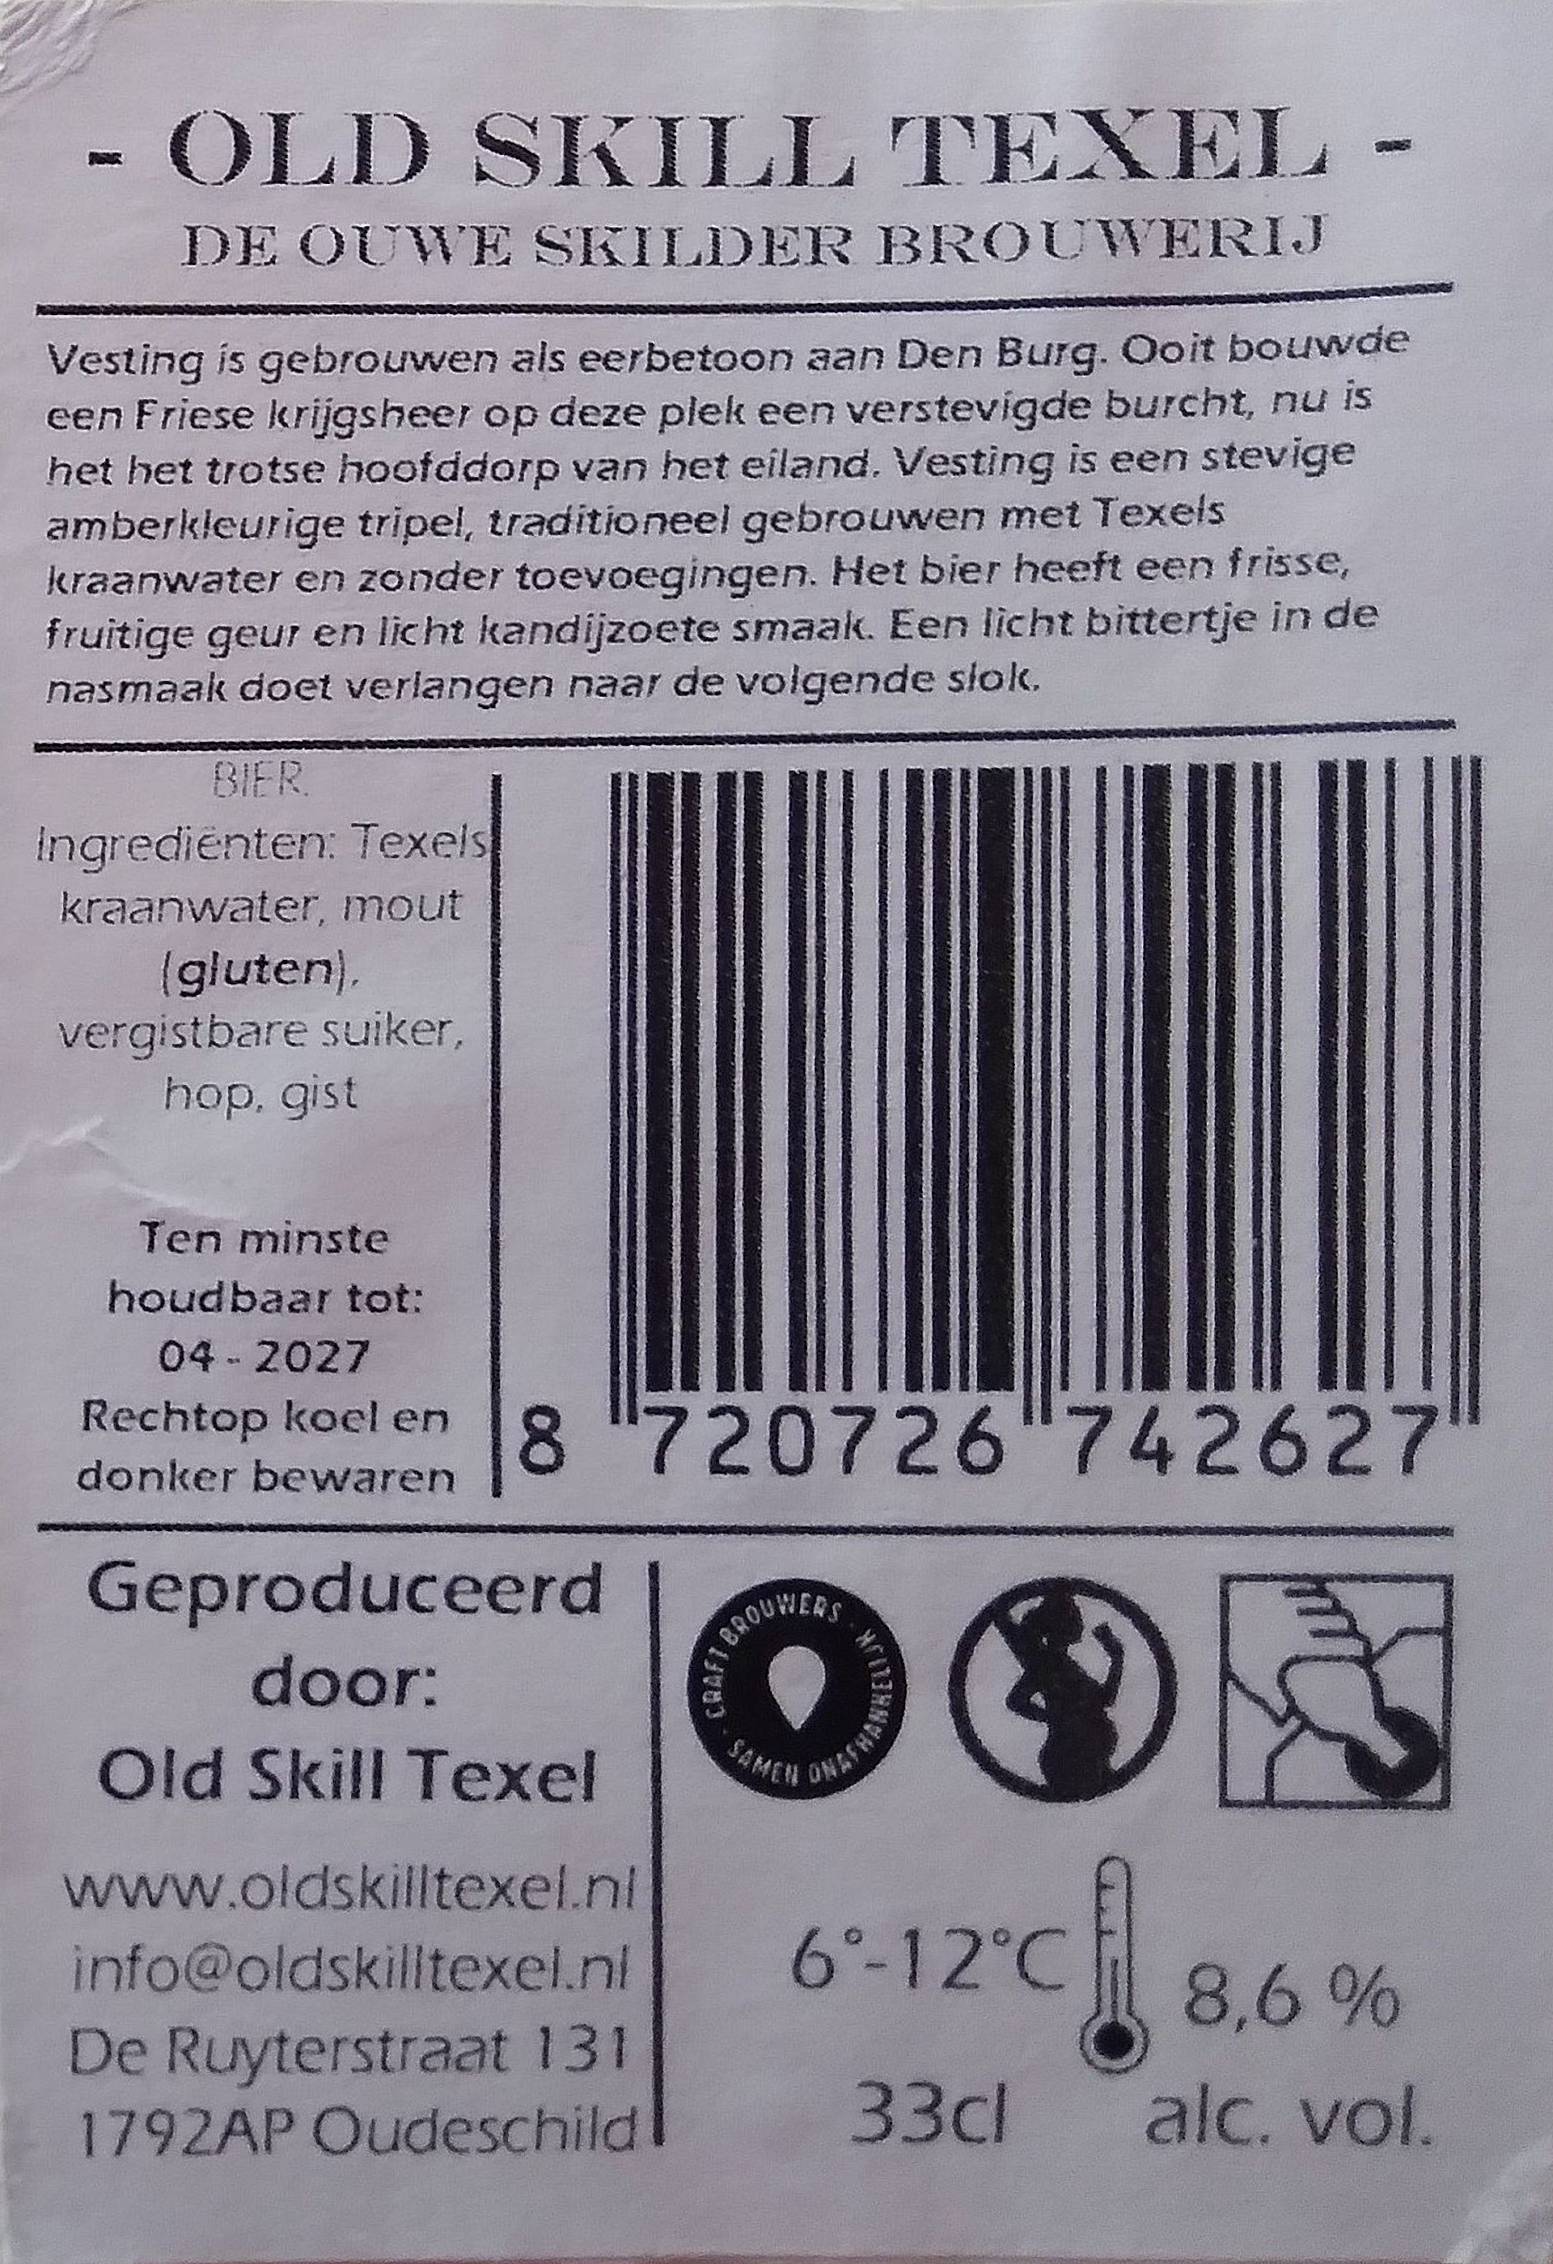 - OLD SKILL TEXEL -
DE OUWE SKILDER BROUWERIJ
Vesting is gebrouwen als eerbetoon aan Den Burg. Ooit bouwde
een Friese krijgsheer op deze plek een verstevigde burcht, nu is
het het trotse hoofddorp van het eiland. Vesting is een stevige
amberkleurige tripel, traditioneel gebrouwen met Texels
kraanwater en zonder toevoegingen. Het bier heeft een frisse,
fruitige geur en licht kandijzoete smaak. Een licht bittertje in de
nasmaak doet verlangen naar de volgende slok.
BIER.
Ingrediënten: Texels
kraanwater, mout
(gluten),
vergistbare suiker,
hop, gist
Ten minste
houdbaar tot:
04 - 2027
Rechtop koel en
donker bewaren
8 720726 742627
Geproduceerd
door:
Old Skill Texel
www.oldskilltexel.nl
info@oldskilltexel.nl
De Ruyterstraat 131
1792AP Oudeschild
CRAFT BROUWERS · SAMEN ONAFHANKELIJK ·
6°-12°C
8,6 %
33cl
alc. vol.